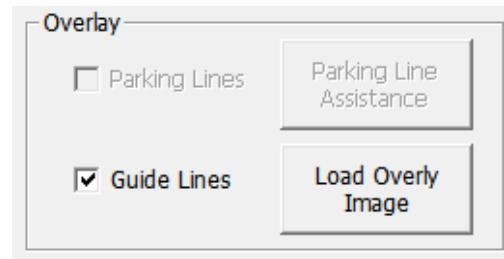 Overlay
Parking Lines
Parking Line
Assistance
Guide Lines
Load Overly
Image